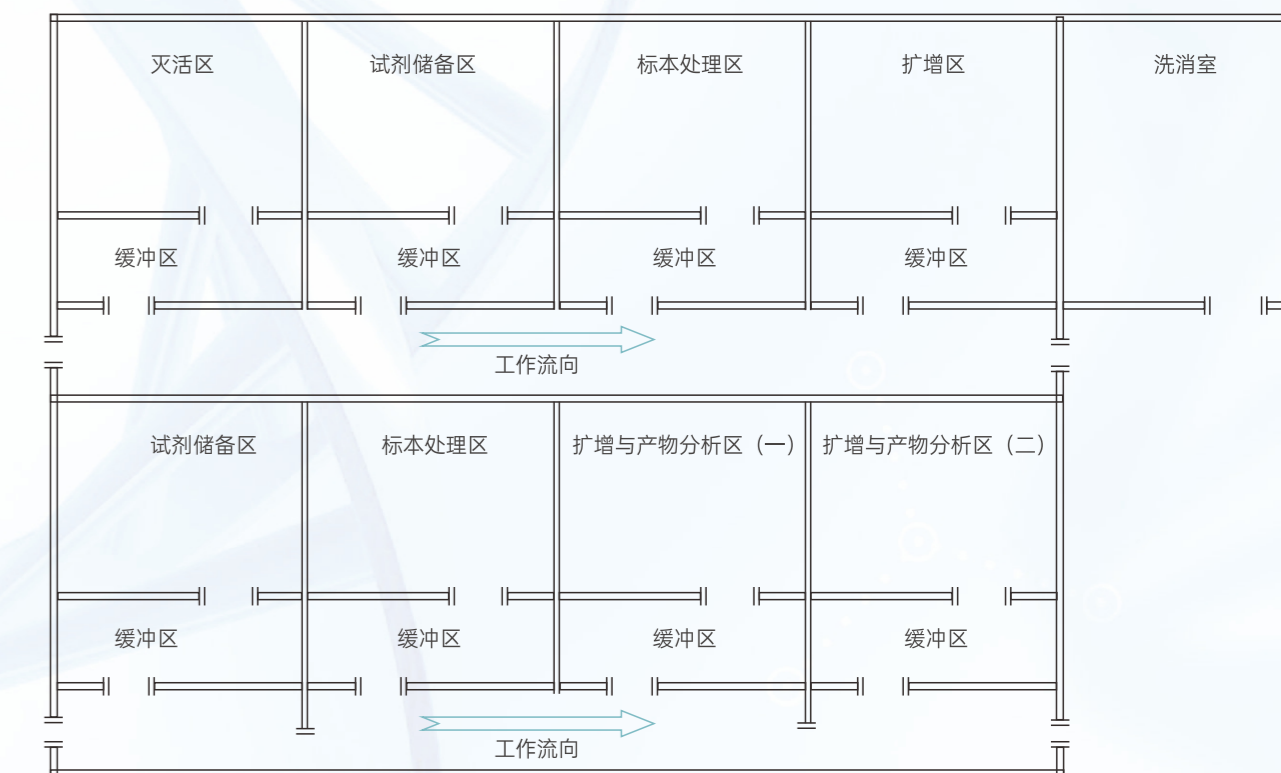 灭活区 试剂储备区 标本处理区 扩增区 洗消室
缓冲区 缓冲区 缓冲区 缓冲区
工作流向
试剂储备区 标本处理区 扩增与产物分析区（一） 扩增与产物分析区（二）
缓冲区 缓冲区 缓冲区 缓冲区
工作流向